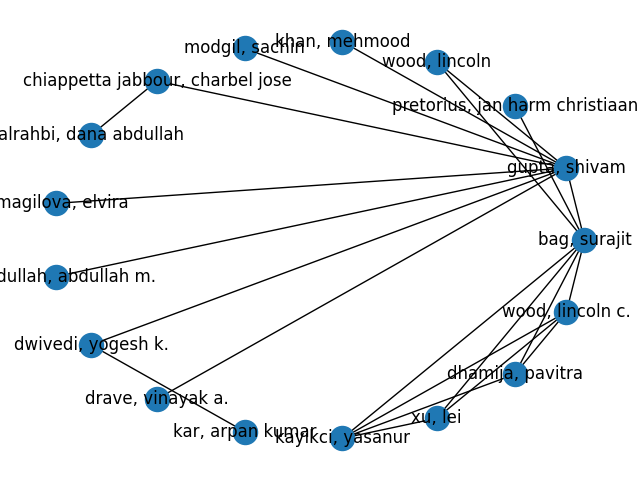 khan, mehmood
modgil, sachin
wood, lincoln
chiappetta jabbour, charbel jose
pretorius, jan harm christiaan
alrahbi, dana abdullah
gupta, shivam
magilova, elvira
bag, surajit
dullah, abdullah m.
wood, lincoln c.
dwivedi, yogesh k.
dhamija, pavitra
drave, vinayak a.
xu, lei
kar, arpan kumar
kayikci, yasanur